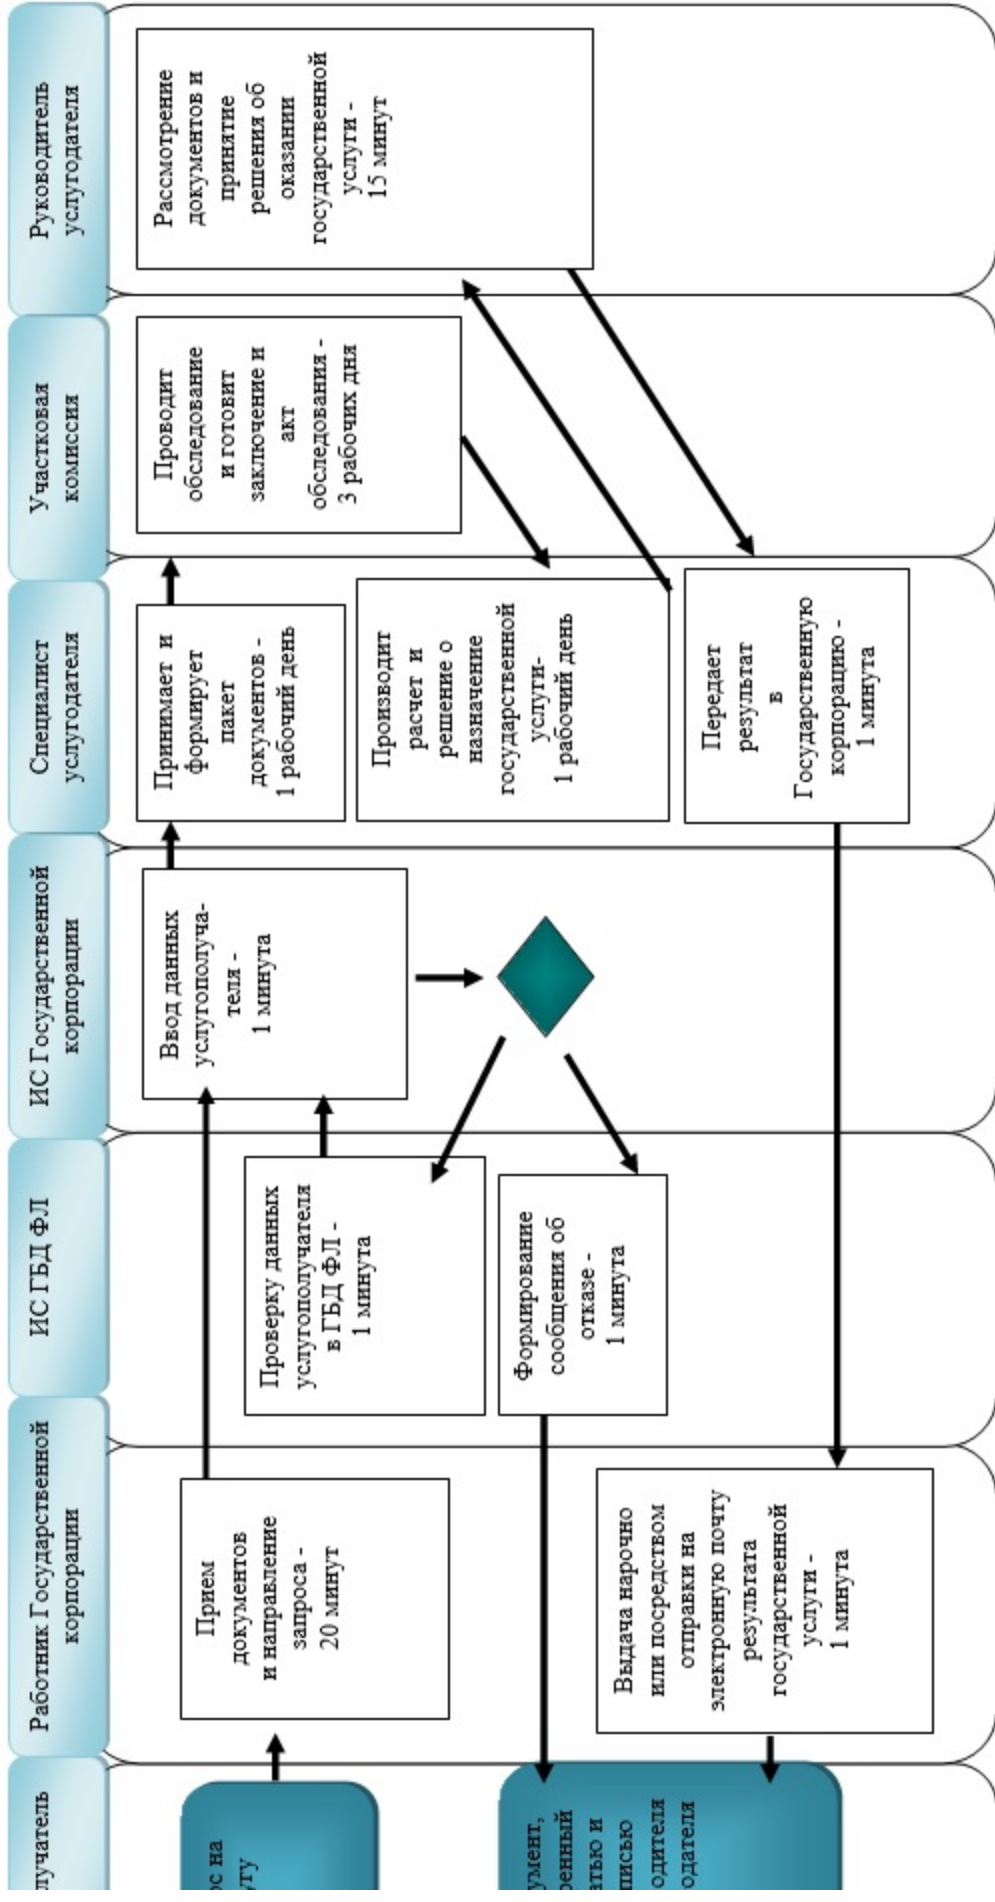 Работник Государственной
корпорации
ИС ГБД ФЛ
ИС Государственной
корпорации
Специалист
услугодателя
Участковая
комиссия
Руководитель
услугодателя
Прием
документов
и направление
запроса -
20 минут
Выдача нарочно
или посредством
отправки на
электронную почту
результата
государственной
услуги -
1 минута
Проверку данных
услугополучателя
в ГБД ФЛ -
1 минута
Формирование
сообщения об
отказе -
1 минута
Ввод данных
услугополуча-
теля -
1 минута
Принимает и
формирует
пакет
документов -
1 рабочий день
Производит
расчет и
решение о
назначение
государственной
услуги-
1 рабочий день
Передает
результат
в
Государственную
корпорацию -
1 минута
Проводит
обследование
и готовит
заключение и
акт
обследования -
3 рабочих дня
Рассмотрение
документов и
принятие
решения об
оказании
государственной
услуги -
15 минут